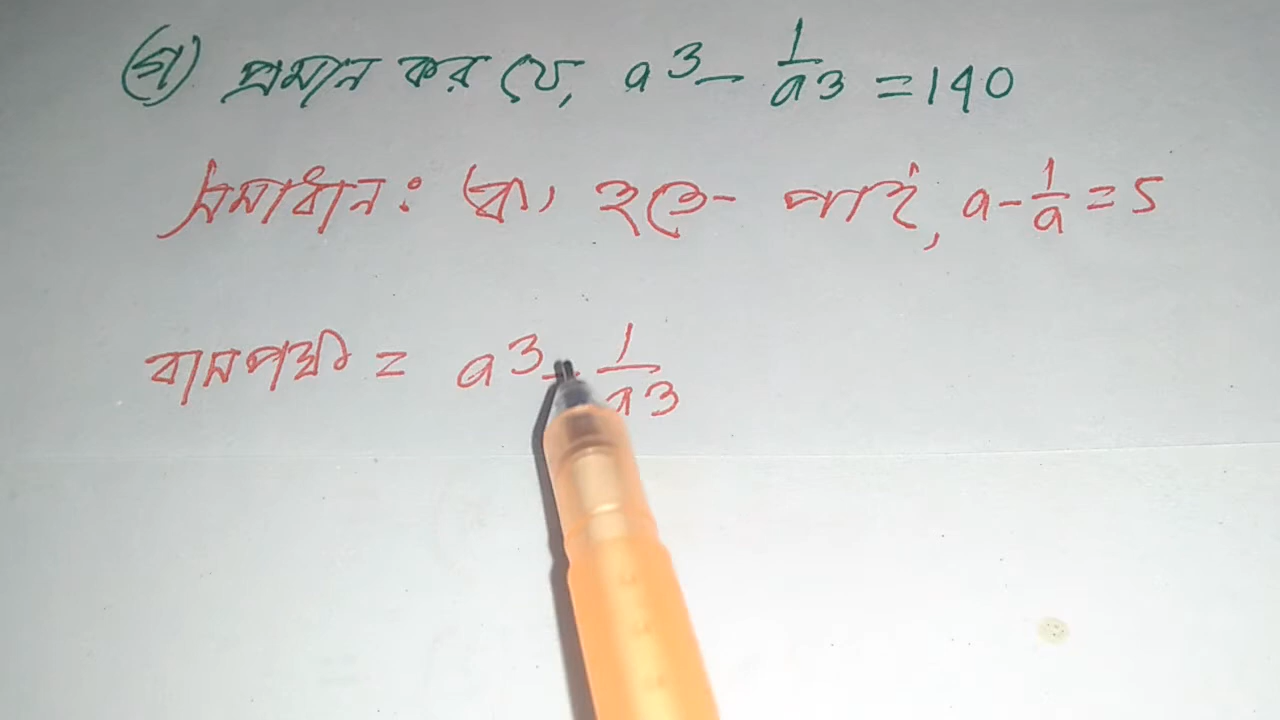 (গ) প্রমান কর যে, a³ - 1/a³ = 140
সমাধান: (ক) হতে পাই, a - 1/a = 5
বামপক্ষ = a³ - 1/a³